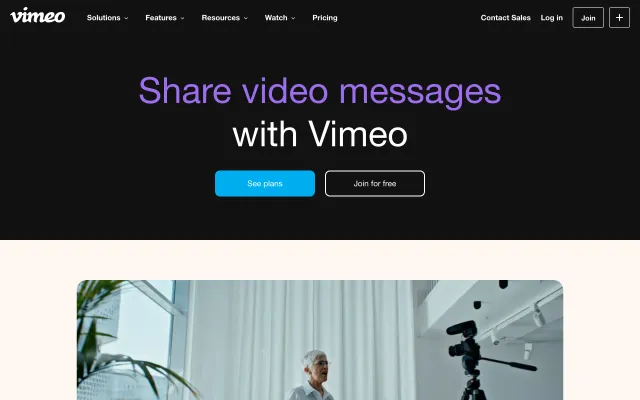 vimeo
Solutions Features Resources Watch Pricing Contact Sales Log in Join +
Share video messages
with Vimeo
See plans Join for free